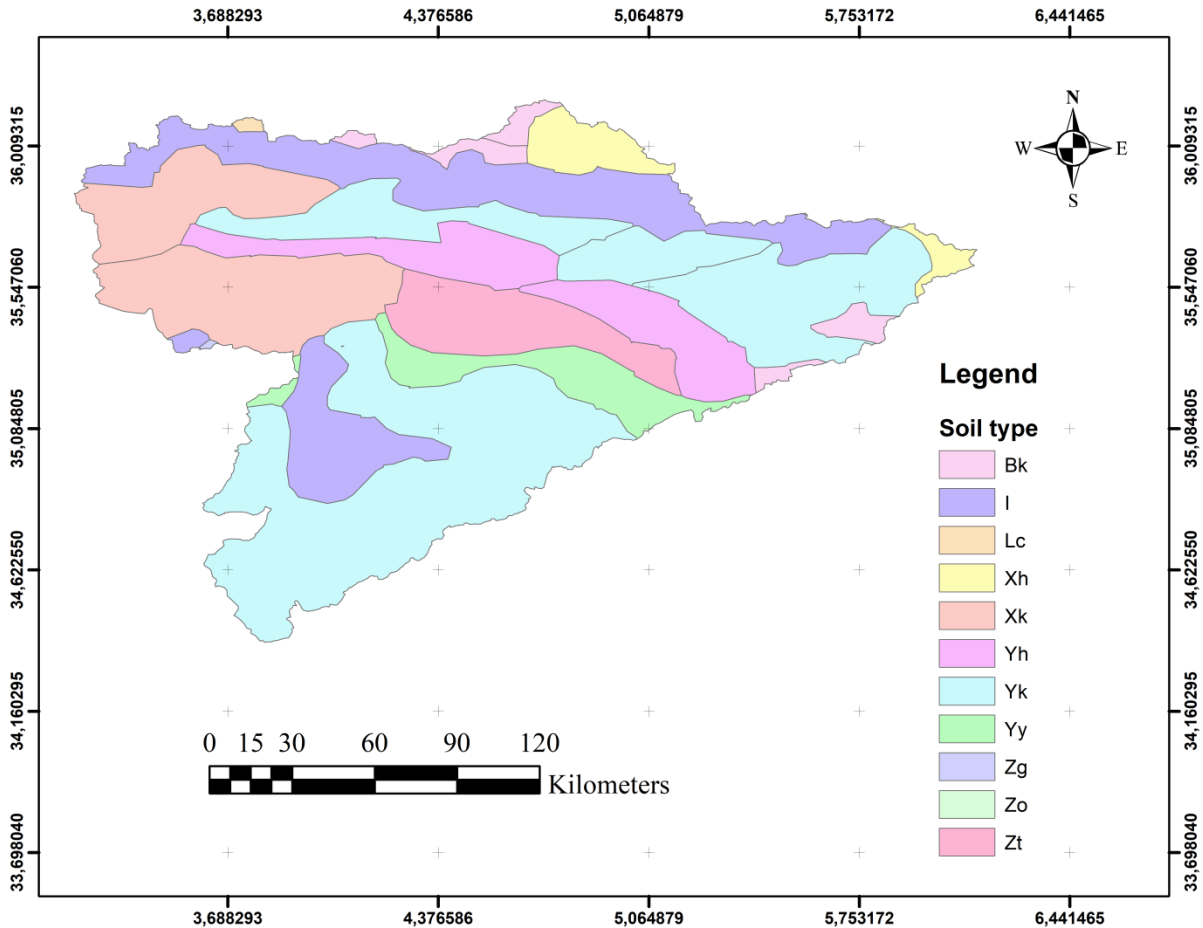 3,688293 4,376586 5,064879 5,753172 6,441465
36,009315 36,009315
N
W E
S
35,547060 35,547060
Legend
35,084805 35,084805
Soil type
Bk
I
Lc
34,622550 34,622550
Xh
Xk
Yh
Yk
34,160295 34,160295
0 15 30 60 90 120
Yy
Kilometers
Zg
Zo
33,698040 33,698040
Zt
3,688293 4,376586 5,064879 5,753172 6,441465